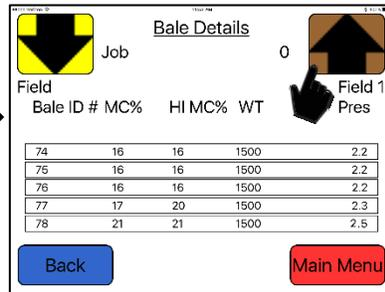 Bale Details
Job 0
Field Field 1
Bale ID # MC% HI MC% WT Pres
74 16 16 1500 2.2
75 16 16 1500 2.2
76 16 16 1500 2.2
77 17 20 1500 2.3
78 21 21 1500 2.5
Back Main Menu